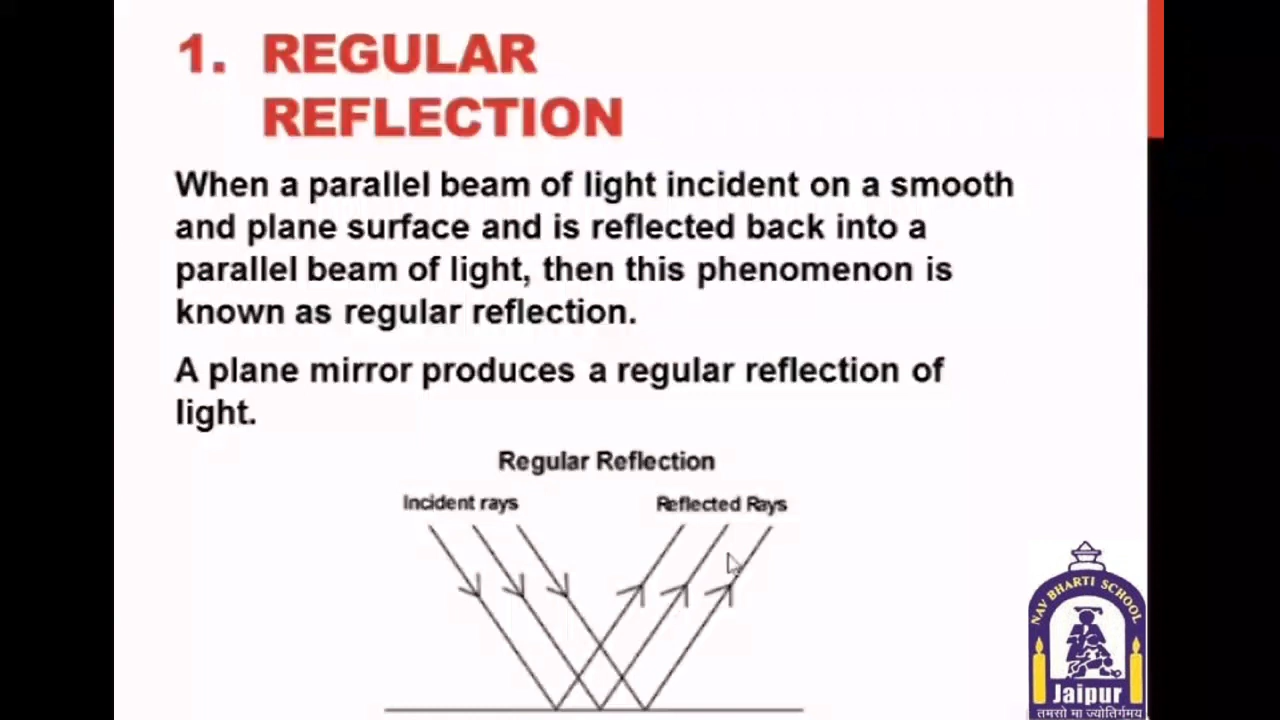 1. REGULAR
REFLECTION
When a parallel beam of light incident on a smooth
and plane surface and is reflected back into a
parallel beam of light, then this phenomenon is
known as regular reflection.
A plane mirror produces a regular reflection of
light.
Regular Reflection
Incident rays
Reflected Rays
NAV BHARTI SCHOOL
Jaipur
तमसो मा ज्योतिर्गमय